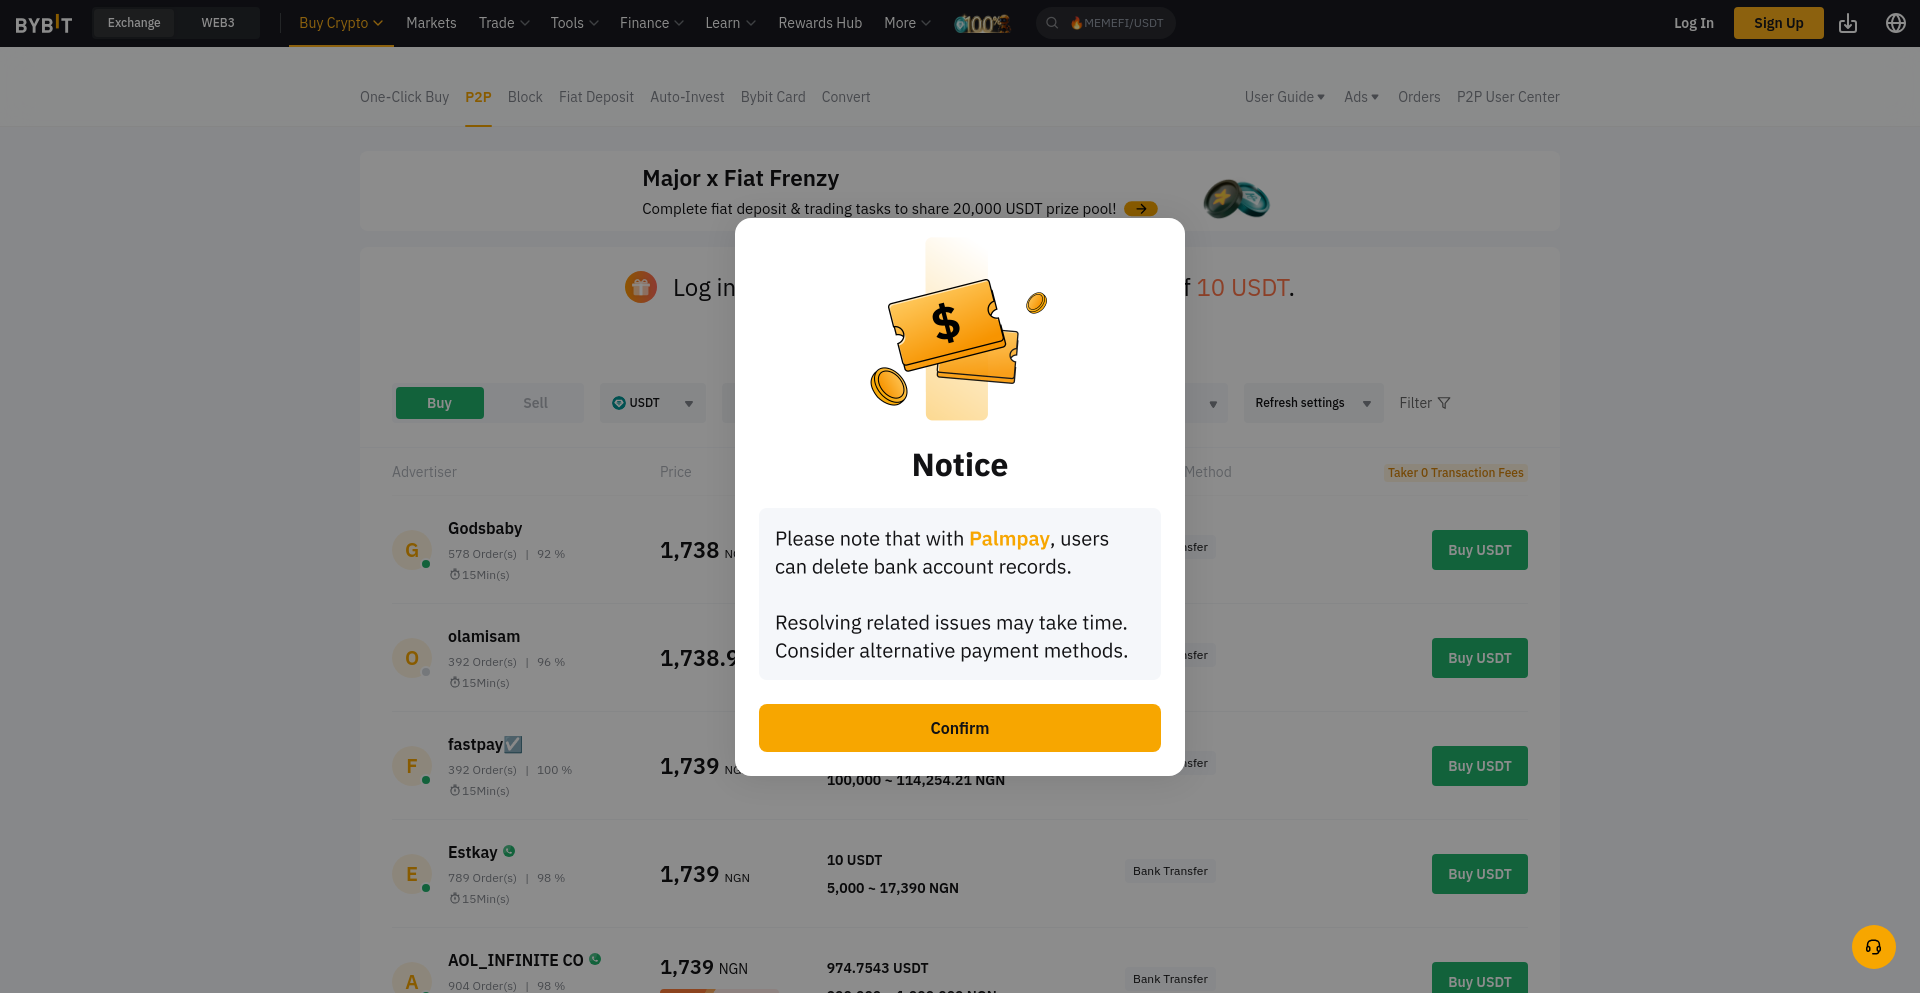 BYBIT
Exchange
WEB3
Buy Crypto
Markets
Trade
Tools
Finance
Learn
Rewards Hub
More
100%
🔥MEMEFI/USDT
Log In
Sign Up
One-Click Buy
P2P
Block
Fiat Deposit
Auto-Invest
Bybit Card
Convert
User Guide
Ads
Orders
P2P User Center
Major x Fiat Frenzy
Complete fiat deposit & trading tasks to share 20,000 USDT prize pool!
Log in
10 USDT.
Buy
Sell
USDT
Refresh settings
Filter
Advertiser
Price
Method
Taker 0 Transaction Fees
$
Notice
Please note that with Palmpay, users
can delete bank account records.
Resolving related issues may take time.
Consider alternative payment methods.
Confirm
G
Godsbaby
578 Order(s) | 92 %
15Min(s)
1,738
Buy USDT
O
olamisam
392 Order(s) | 96 %
15Min(s)
1,738.9
Buy USDT
F
fastpay☑️
392 Order(s) | 100 %
15Min(s)
1,739
100,000 ~ 114,254.21 NGN
Buy USDT
E
Estkay
789 Order(s) | 98 %
15Min(s)
1,739 NGN
10 USDT
5,000 ~ 17,390 NGN
Bank Transfer
Buy USDT
A
AOL_INFINITE CO
904 Order(s) | 98 %
1,739 NGN
974.7543 USDT
Bank Transfer
Buy USDT